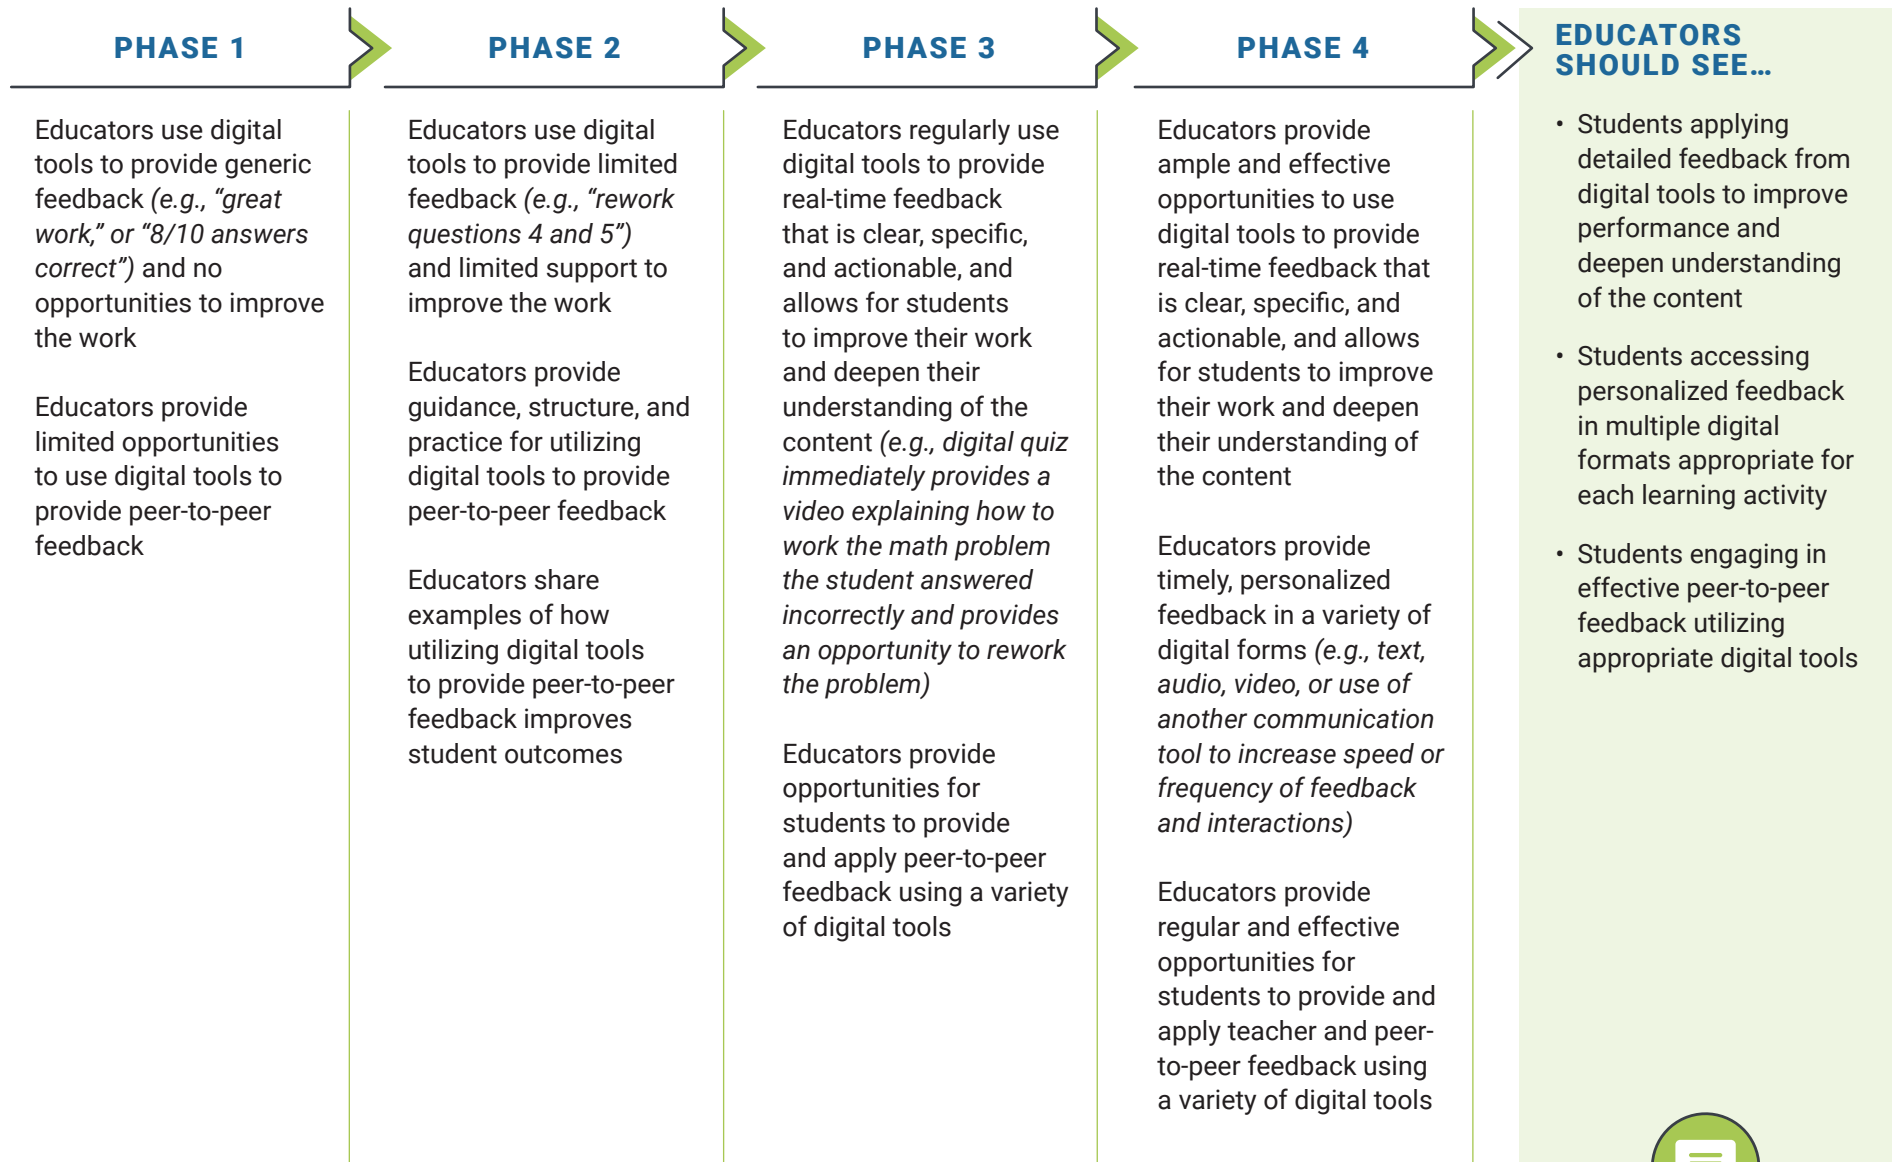 PHASE 1
Educators use digital
tools to provide generic
feedback (e.g., “great
work,” or “8/10 answers
correct”) and no
opportunities to improve
the work
Educators provide
limited opportunities
to use digital tools to
provide peer-to-peer
feedback
PHASE 2
Educators use digital
tools to provide limited
feedback (e.g., “rework
questions 4 and 5”)
and limited support to
improve the work
Educators provide
guidance, structure, and
practice for utilizing
digital tools to provide
peer-to-peer feedback
Educators share
examples of how
utilizing digital tools
to provide peer-to-peer
feedback improves
student outcomes
PHASE 3
Educators regularly use
digital tools to provide
real-time feedback
that is clear, specific,
and actionable, and
allows for students
to improve their work
and deepen their
understanding of the
content (e.g., digital quiz
immediately provides a
video explaining how to
work the math problem
the student answered
incorrectly and provides
an opportunity to rework
the problem)
Educators provide
opportunities for
students to provide
and apply peer-to-peer
feedback using a variety
of digital tools
PHASE 4
Educators provide
ample and effective
opportunities to use
digital tools to provide
real-time feedback that
is clear, specific, and
actionable, and allows
for students to improve
their work and deepen
their understanding of
the content
Educators provide
timely, personalized
feedback in a variety of
digital forms (e.g., text,
audio, video, or use of
another communication
tool to increase speed or
frequency of feedback
and interactions)
Educators provide
regular and effective
opportunities for
students to provide and
apply teacher and peer-
to-peer feedback using
a variety of digital tools
EDUCATORS
SHOULD SEE…
• Students applying
detailed feedback from
digital tools to improve
performance and
deepen understanding
of the content
• Students accessing
personalized feedback
in multiple digital
formats appropriate for
each learning activity
• Students engaging in
effective peer-to-peer
feedback utilizing
appropriate digital tools